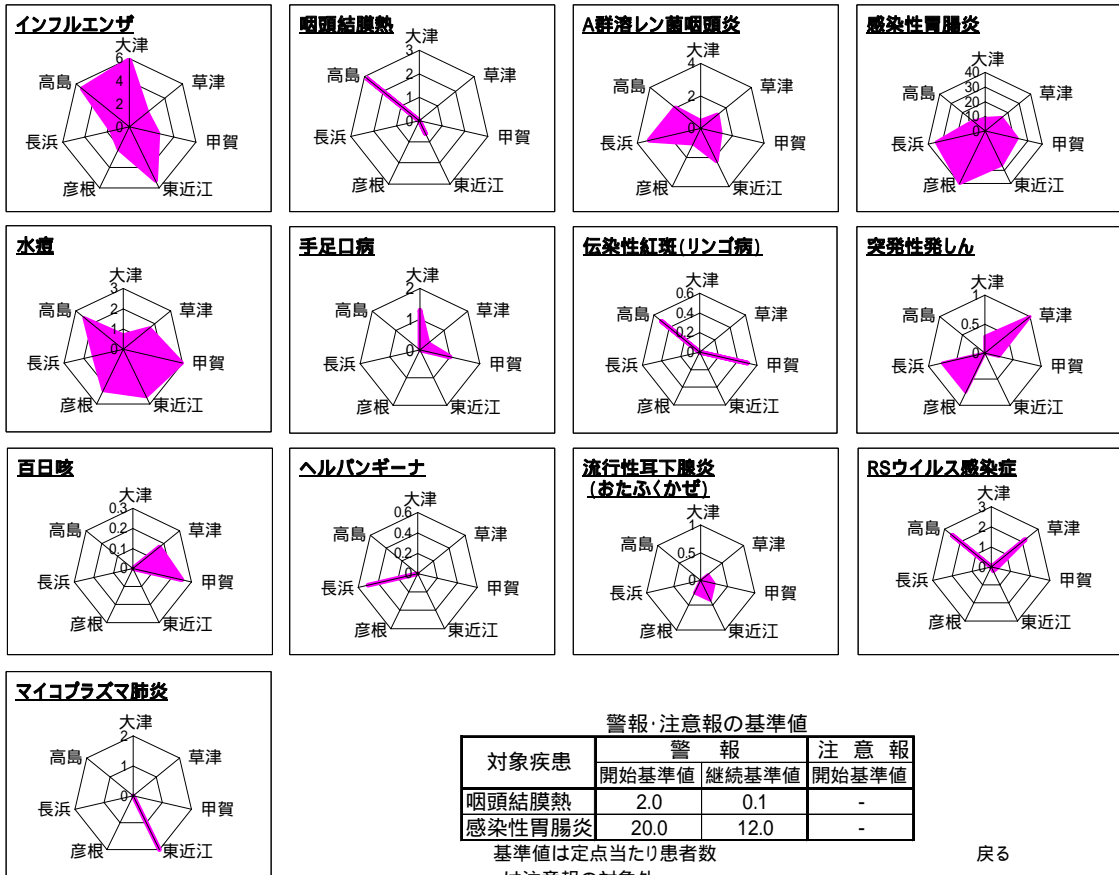 インフルエンザ
大津
草津
甲賀
東近江
彦根
長浜
高島
6
4
2
0
咽頭結膜熱
大津
草津
甲賀
東近江
彦根
長浜
高島
3
2
1
0
A群溶レン菌咽頭炎
大津
草津
甲賀
東近江
彦根
長浜
高島
4
2
0
感染性胃腸炎
大津
草津
甲賀
東近江
彦根
長浜
高島
40
30
20
10
0
水痘
大津
草津
甲賀
東近江
彦根
長浜
高島
3
2
1
0
手足口病
大津
草津
甲賀
東近江
彦根
長浜
高島
2
1
0
伝染性紅斑(リンゴ病)
大津
草津
甲賀
東近江
彦根
長浜
高島
0.6
0.4
0.2
0
突発性発しん
大津
草津
甲賀
東近江
彦根
長浜
高島
1
0.5
0
百日咳
大津
草津
甲賀
東近江
彦根
長浜
高島
0.3
0.2
0.1
0
ヘルパンギーナ
大津
草津
甲賀
東近江
彦根
長浜
高島
0.6
0.4
0.2
0
流行性耳下腺炎
(おたふくかぜ)
大津
草津
甲賀
東近江
彦根
長浜
高島
1
0.5
0
RSウイルス感染症
大津
草津
甲賀
東近江
彦根
長浜
高島
3
2
1
0
マイコプラズマ肺炎
大津
草津
甲賀
東近江
彦根
長浜
高島
2
1
0
警報・注意報の基準値
対象疾患 警 報 注 意 報
開始基準値 継続基準値 開始基準値
咽頭結膜熱 2.0 0.1 -
感染性胃腸炎 20.0 12.0 -
基準値は定点当たり患者数
戻る
は注意報の対象外